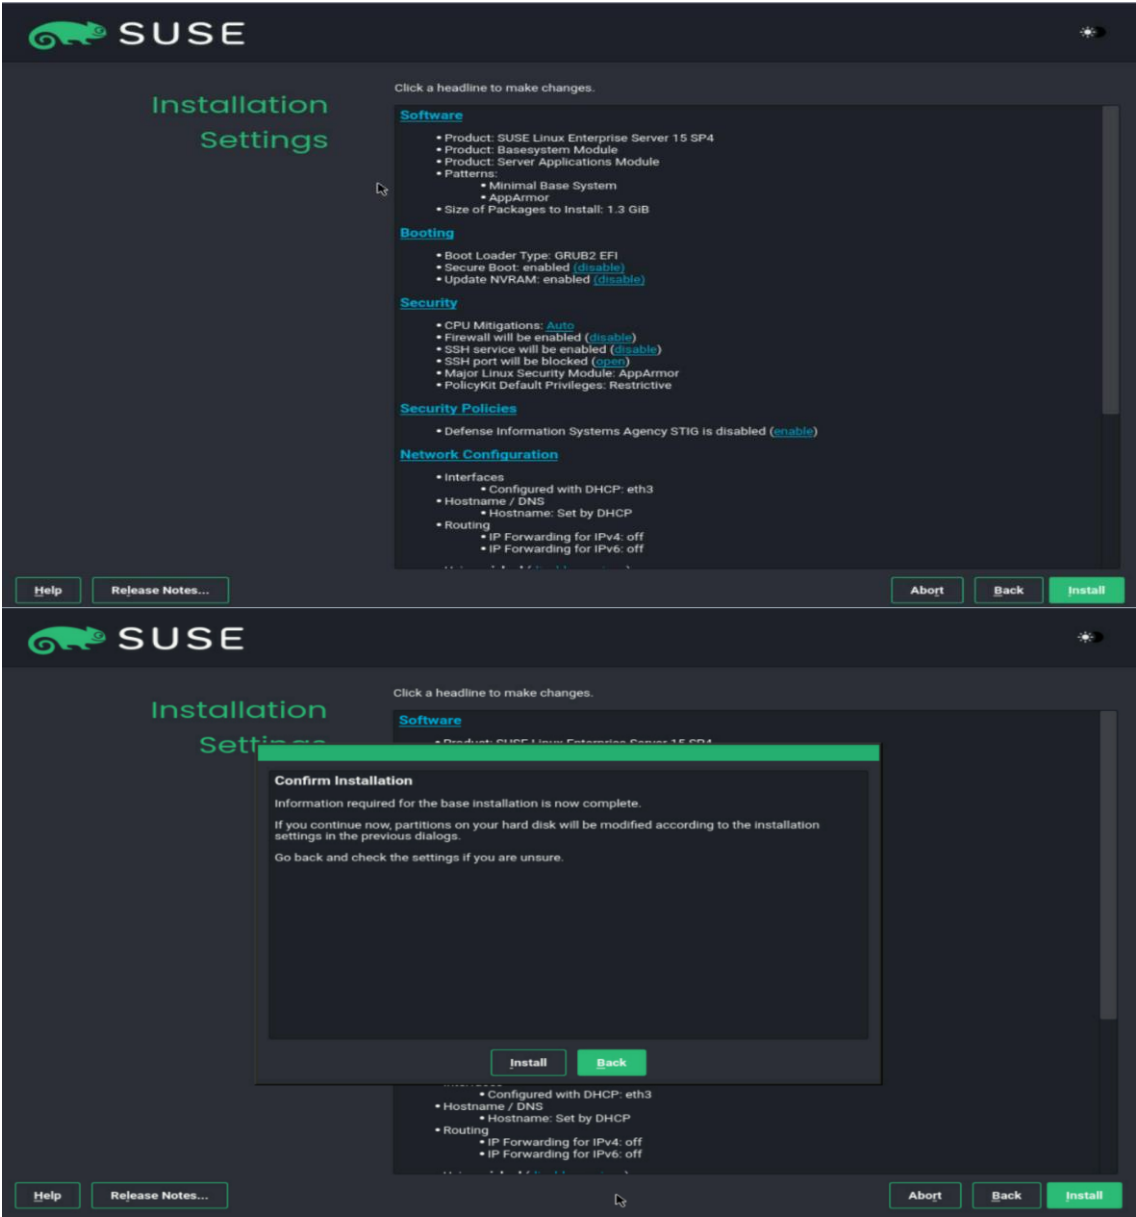 SUSE
Click a headline to make changes.
Installation
Settings
Software
• Product: SUSE Linux Enterprise Server 15 SP4
• Product: Basesystem Module
• Product: Server Applications Module
• Patterns:
• Minimal Base System
• AppArmor
• Size of Packages to Install: 1.3 GiB
Booting
• Boot Loader Type: GRUB2 EFI
• Secure Boot: enabled (disable)
• Update NVRAM: enabled (disable)
Security
• CPU Mitigations: Auto
• Firewall will be enabled (disable)
• SSH service will be enabled (disable)
• SSH port will be blocked (open)
• Major Linux Security Module: AppArmor
• PolicyKit Default Privileges: Restrictive
Security Policies
• Defense Information Systems Agency STIG is disabled (enable)
Network Configuration
• Interfaces
• Configured with DHCP: eth3
• Hostname / DNS
• Hostname: Set by DHCP
• Routing
• IP Forwarding for IPv4: off
• IP Forwarding for IPv6: off
Help Release Notes... Abort Back Install
SUSE
Click a headline to make changes.
Installation
Settings
Software
• Product: SUSE Linux Enterprise Server 15 SP4
Confirm Installation
Information required for the base installation is now complete.
If you continue now, partitions on your hard disk will be modified according to the installation
settings in the previous dialogs.
Go back and check the settings if you are unsure.
Install Back
• Configured with DHCP: eth3
• Hostname / DNS
• Hostname: Set by DHCP
• Routing
• IP Forwarding for IPv4: off
• IP Forwarding for IPv6: off
Help Release Notes... Abort Back Install